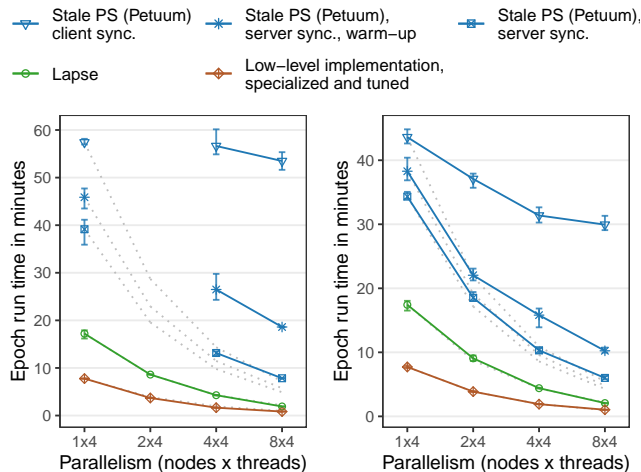 Stale PS (Petuum)
client sync.
Stale PS (Petuum),
server sync., warm−up
Stale PS (Petuum),
server sync.
Lapse
Low−level implementation,
specialized and tuned
Epoch run time in minutes
60
50
40
30
20
10
0
1x4 2x4 4x4 8x4
Parallelism (nodes x threads)
Epoch run time in minutes
40
30
20
10
0
1x4 2x4 4x4 8x4
Parallelism (nodes x threads)